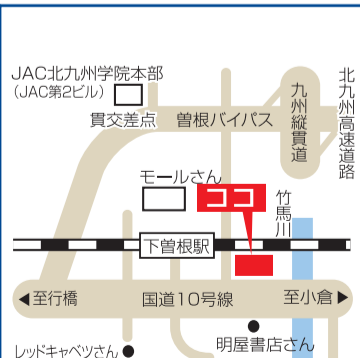 JAC北九州学院本部
(JAC第2ビル)
貫交差点
曽根バイパス
九州縦貫道
北九州高速道路
モールさん
ココ
竹馬川
下曽根駅
◀至行橋
国道10号線
至小倉▶
レッドキャベツさん
明屋書店さん